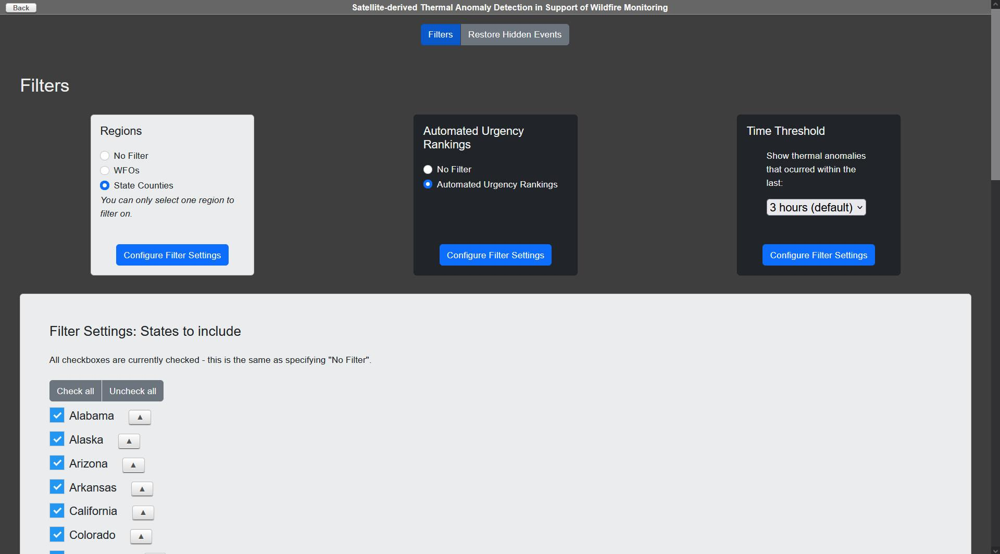 Back
Satellite-derived Thermal Anomaly Detection in Support of Wildfire Monitoring
Filters
Restore Hidden Events
Filters
Regions
No Filter
WFOs
State Counties
You can only select one region to
filter on.
Configure Filter Settings
Automated Urgency
Rankings
No Filter
Automated Urgency Rankings
Configure Filter Settings
Time Threshold
Show thermal anomalies
that ocurred within the
last:
3 hours (default)
Configure Filter Settings
Filter Settings: States to include
All checkboxes are currently checked - this is the same as specifying "No Filter".
Check all
Uncheck all
Alabama
Alaska
Arizona
Arkansas
California
Colorado